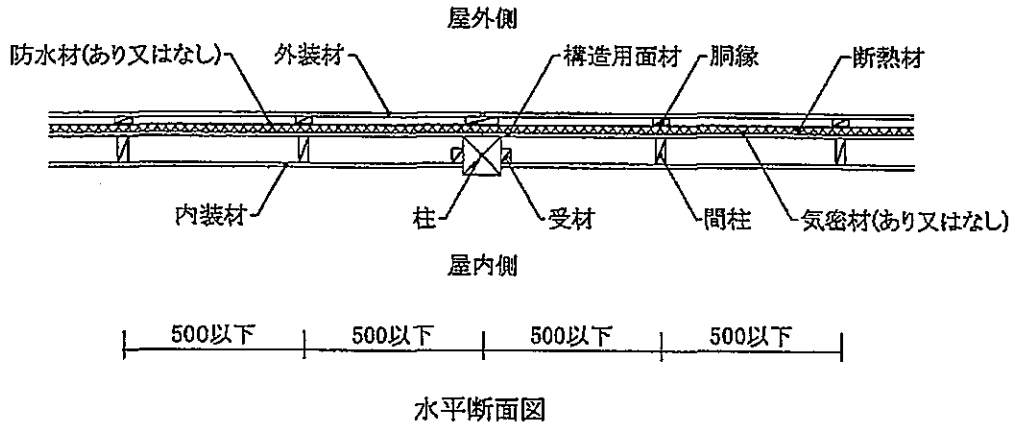 屋外側
防水材(あり又はなし) 外装材 構造用面材 胴縁 断熱材
内装材 柱 受材 間柱 気密材(あり又はなし)
屋内側
500以下 500以下 500以下 500以下
水平断面図